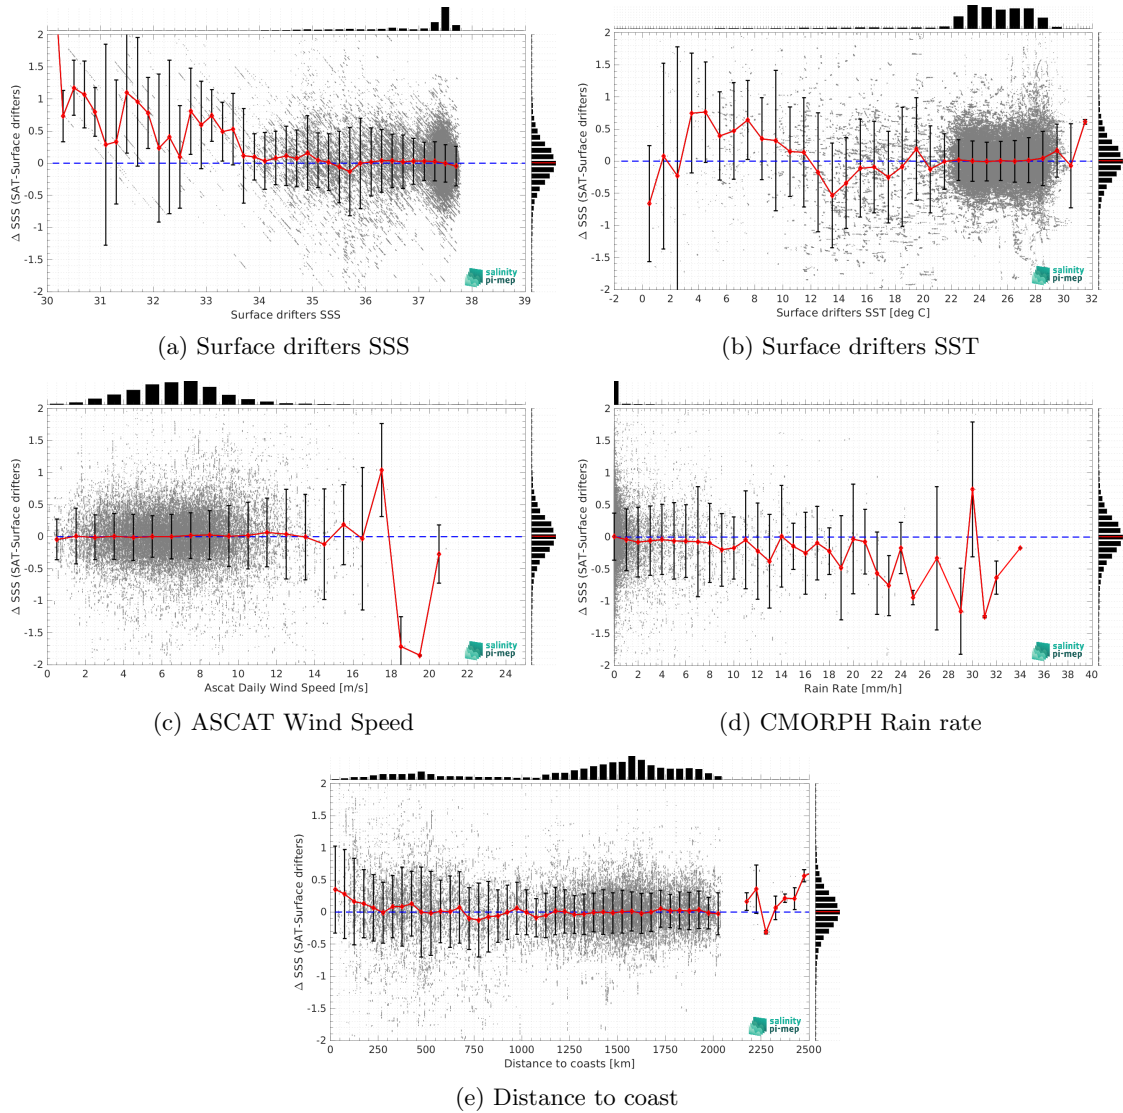 2
1.5
1
0.5
0
-0.5
-1
-1.5
-2
Δ SSS (SAT-Surface drifters)
salinity
pi-mep
30 31 32 33 34 35 36 37 38 39
Surface drifters SSS
(a) Surface drifters SSS
2
1.5
1
0.5
0
-0.5
-1
-1.5
-2
Δ SSS (SAT-Surface drifters)
salinity
pi-mep
-2 0 2 4 6 8 10 12 14 16 18 20 22 24 26 28 30 32
Surface drifters SST [deg C]
(b) Surface drifters SST
2
1.5
1
0.5
0
-0.5
-1
-1.5
-2
Δ SSS (SAT-Surface drifters)
salinity
pi-mep
0 2 4 6 8 10 12 14 16 18 20 22 24
Ascat Daily Wind Speed [m/s]
(c) ASCAT Wind Speed
2
1.5
1
0.5
0
-0.5
-1
-1.5
-2
Δ SSS (SAT-Surface drifters)
salinity
pi-mep
0 2 4 6 8 10 12 14 16 18 20 22 24 26 28 30 32 34 36 38 40
Rain Rate [mm/h]
(d) CMORPH Rain rate
2
1.5
1
0.5
0
-0.5
-1
-1.5
-2
Δ SSS (SAT-Surface drifters)
salinity
pi-mep
0 250 500 750 1000 1250 1500 1750 2000 2250 2500
Distance to coasts [km]
(e) Distance to coast